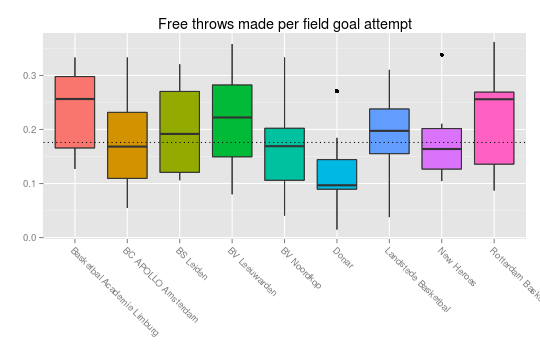 Free throws made per field goal attempt
0.3
0.2
0.1
0.0
Basketbal Academie Limburg
BC APOLLO Amsterdam
BS Leiden
BV Leeuwarden
BV Noordkop
Donar
Landstede Basketbal
New Heroes
Rotterdam Bask